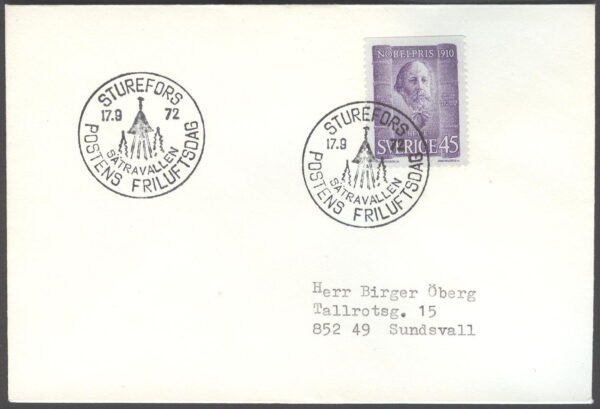 STUREFORS
17.9 72
SÄTRAVALLEN
POSTENS FRILUFTSDAG
NOBELPRIS 1910
SVERIGE 45
STUREFORS
17.9
SÄTRAVALLEN
POSTENS FRILUFTSDAG
Herr Birger Öberg
Tallrotsg. 15
852 49 Sundsvall